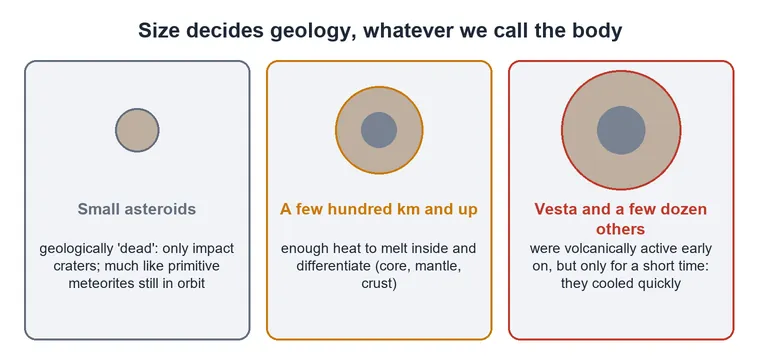 Size decides geology, whatever we call the body
Small asteroids
geologically 'dead': only impact
craters; much like primitive
meteorites still in orbit
A few hundred km and up
enough heat to melt inside and
differentiate (core, mantle,
crust)
Vesta and a few dozen
others
were volcanically active early
on, but only for a short time:
they cooled quickly